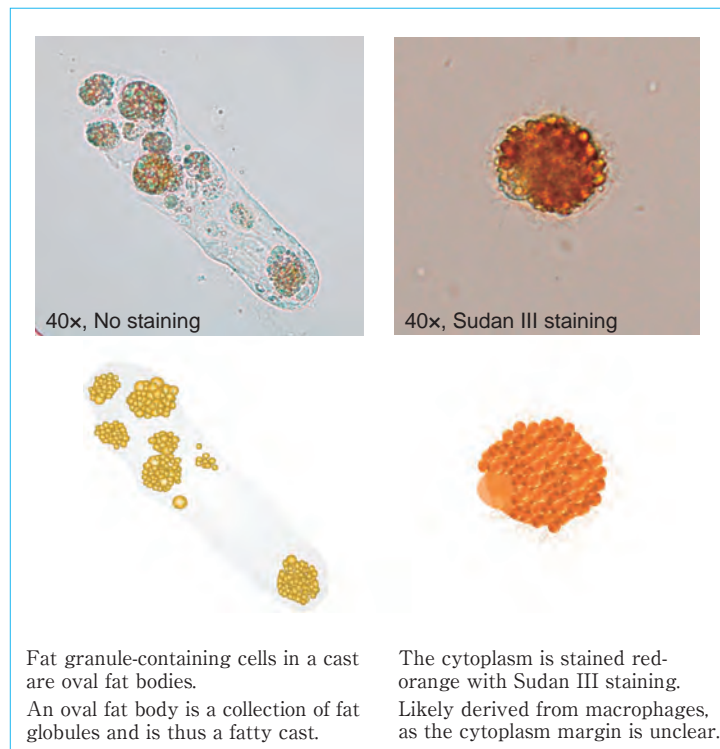 40×, No staining
40×, Sudan III staining
Fat granule-containing cells in a cast
are oval fat bodies.
An oval fat body is a collection of fat
globules and is thus a fatty cast.
The cytoplasm is stained red-
orange with Sudan III staining.
Likely derived from macrophages,
as the cytoplasm margin is unclear.